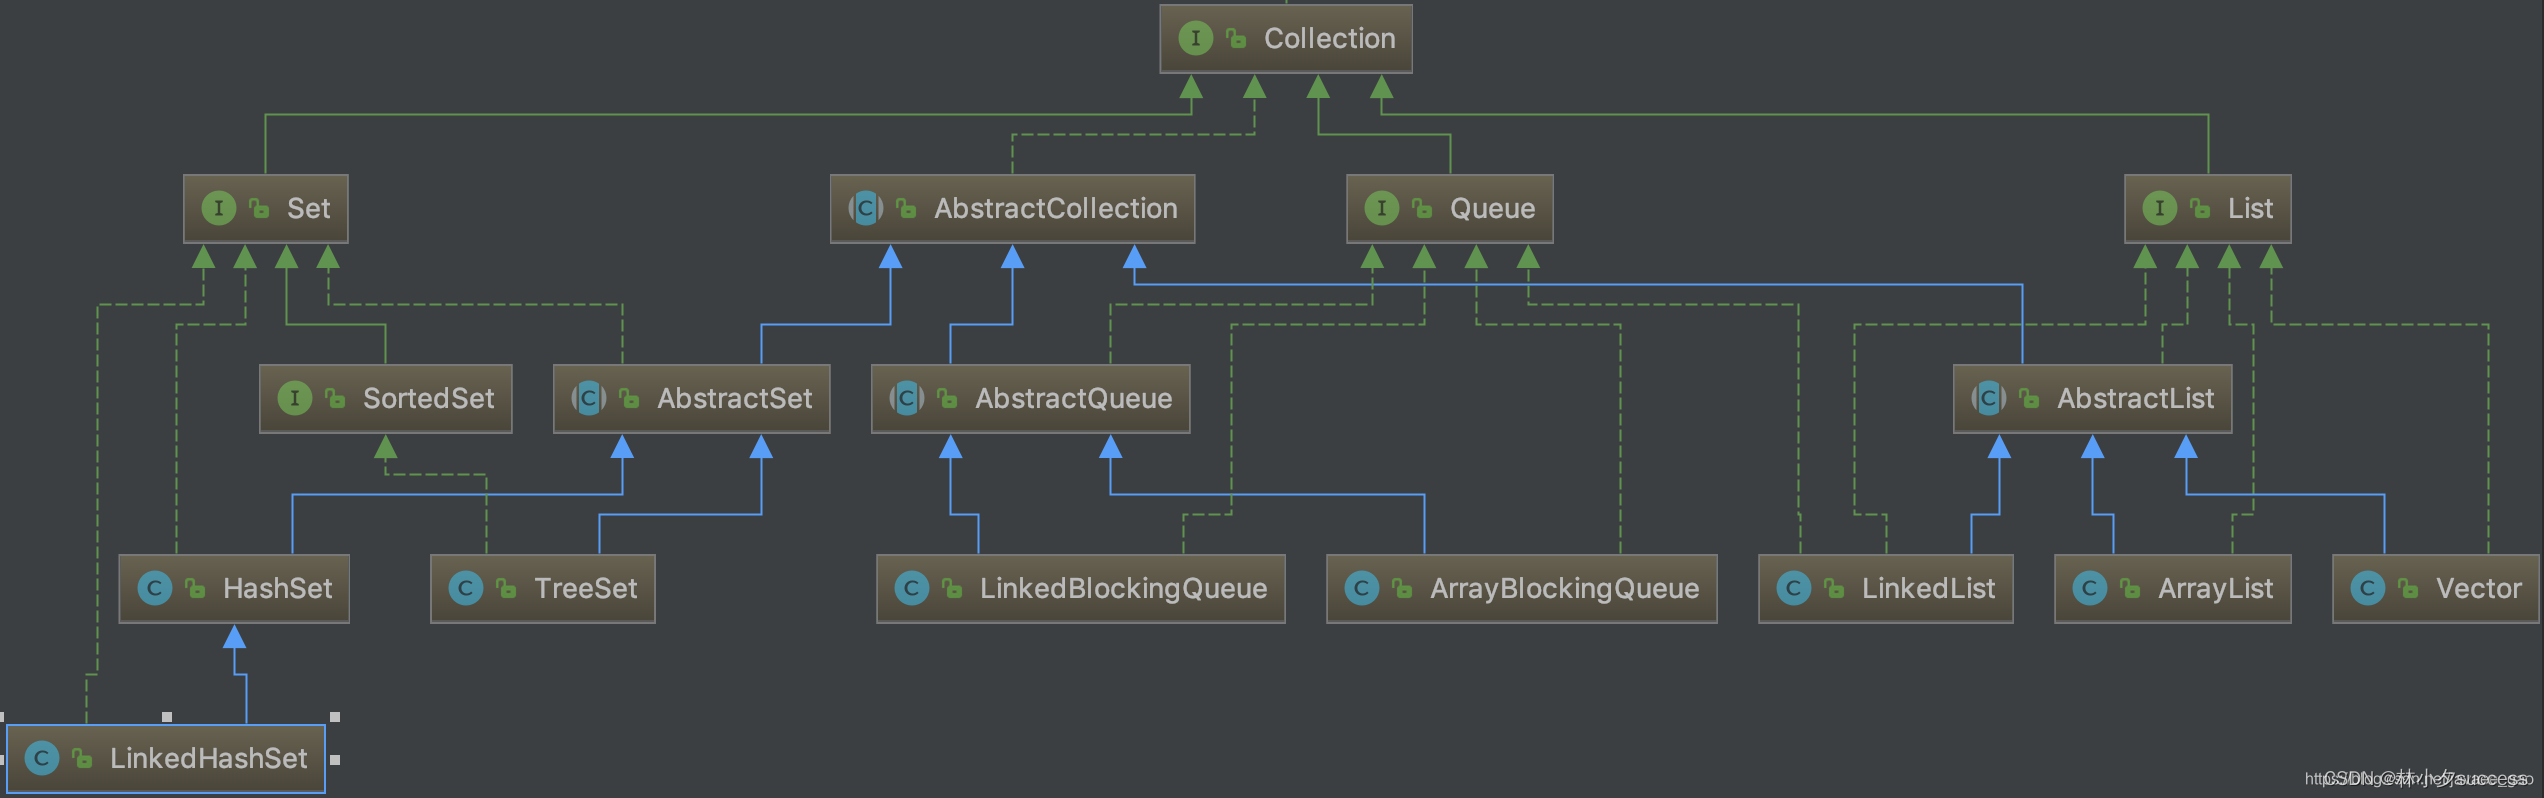 Collection
Set
AbstractCollection
Queue
List
SortedSet
AbstractSet
AbstractQueue
AbstractList
HashSet
TreeSet
LinkedBlockingQueue
ArrayBlockingQueue
LinkedList
ArrayList
Vector
LinkedHashSet
CSDN @林小夕success